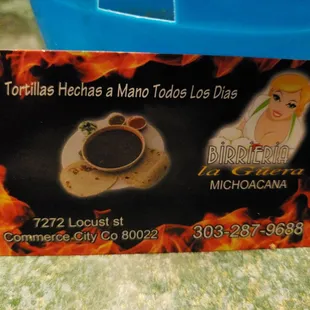 Tortillas Hechas a Mano Todos Los Dias
BIRRIERIA
la Güera
MICHOACANA
7272 Locust st
Commerce City Co 80022
303-287-9688